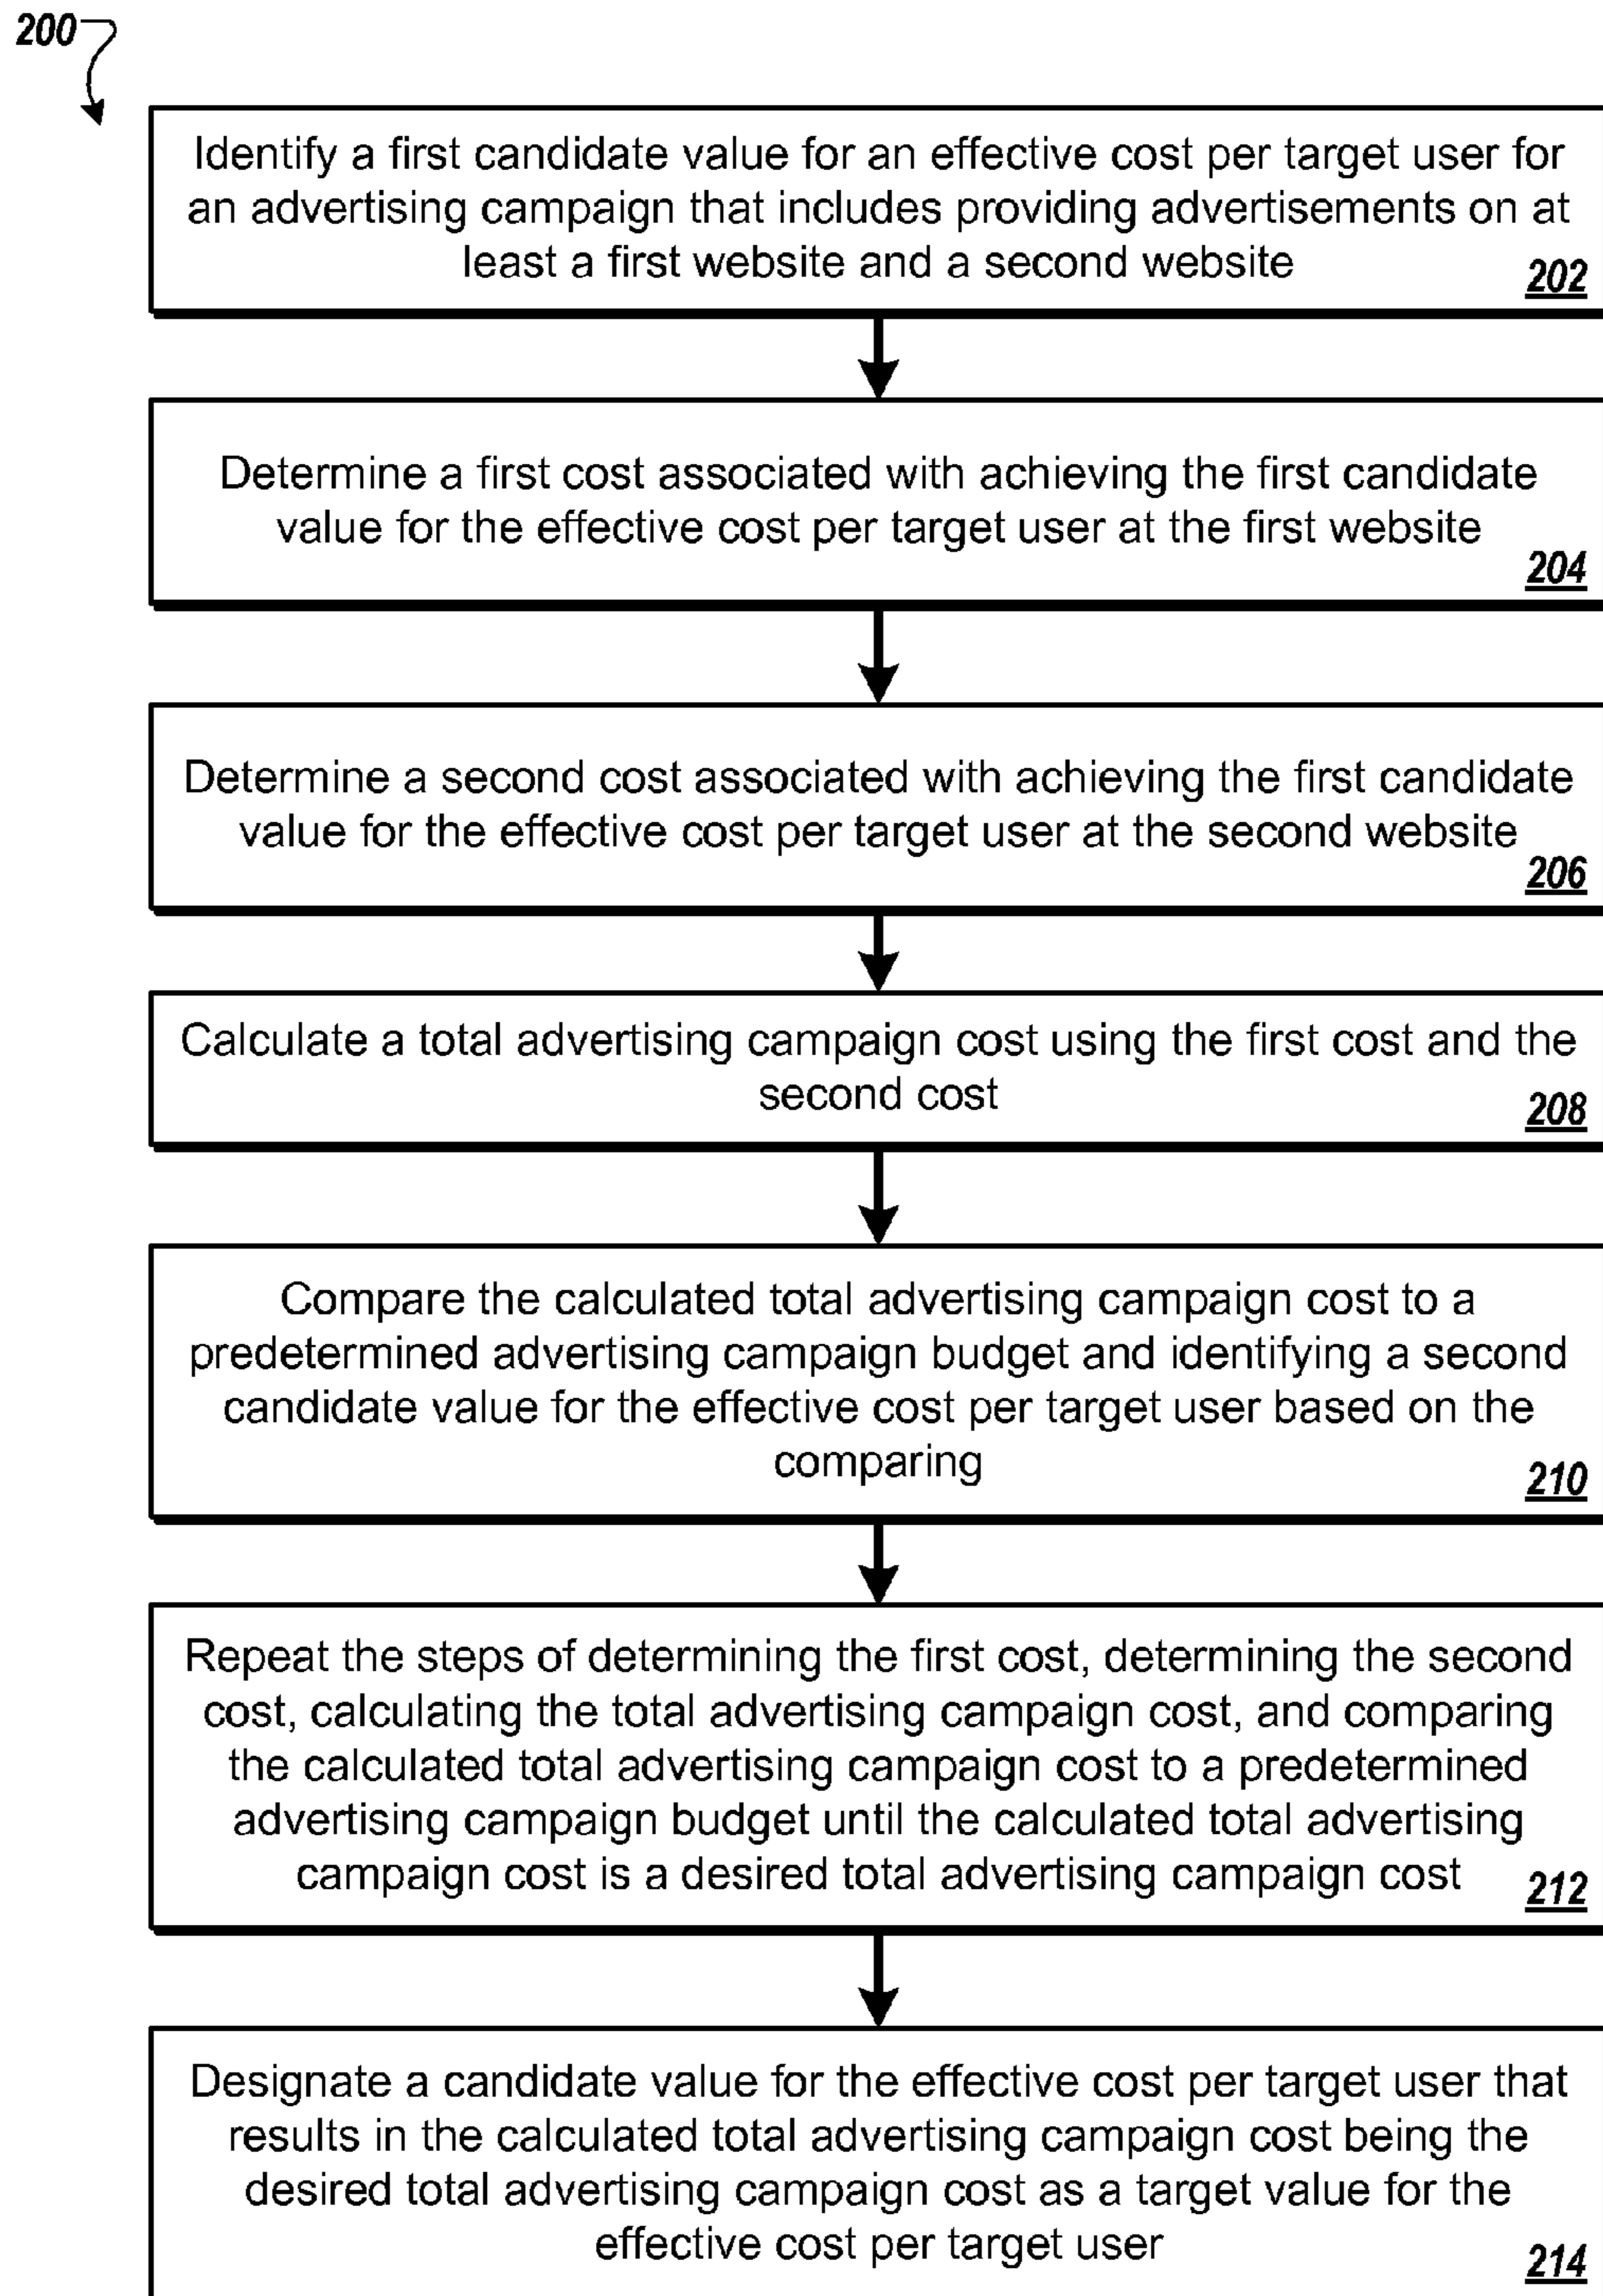 200
Identify a first candidate value for an effective cost per target user for
an advertising campaign that includes providing advertisements on at
least a first website and a second website
202
Determine a first cost associated with achieving the first candidate
value for the effective cost per target user at the first website
204
Determine a second cost associated with achieving the first candidate
value for the effective cost per target user at the second website
206
Calculate a total advertising campaign cost using the first cost and the
second cost
208
Compare the calculated total advertising campaign cost to a
predetermined advertising campaign budget and identifying a second
candidate value for the effective cost per target user based on the
comparing
210
Repeat the steps of determining the first cost, determining the second
cost, calculating the total advertising campaign cost, and comparing
the calculated total advertising campaign cost to a predetermined
advertising campaign budget until the calculated total advertising
campaign cost is a desired total advertising campaign cost
212
Designate a candidate value for the effective cost per target user that
results in the calculated total advertising campaign cost being the
desired total advertising campaign cost as a target value for the
effective cost per target user
214